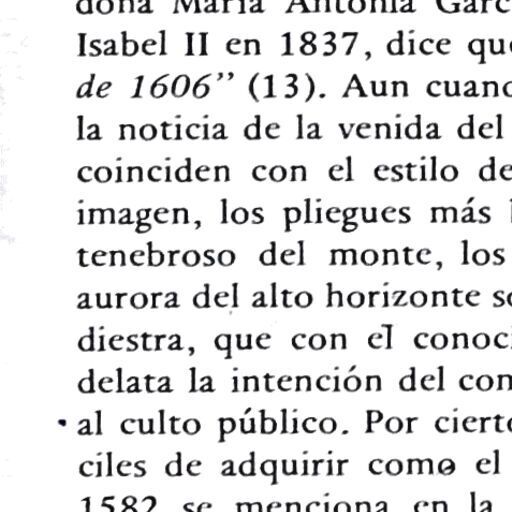 doña María Antonia Garc
Isabel II en 1837, dice que
de 1606” (13). Aun cuand
la noticia de la venida del
coinciden con el estilo de
imagen, los pliegues más
tenebroso del monte, los
aurora del alto horizonte so
diestra, que con el conoc
delata la intención del con
al culto público. Por cierto
ciles de adquirir como el
1582 se menciona en la